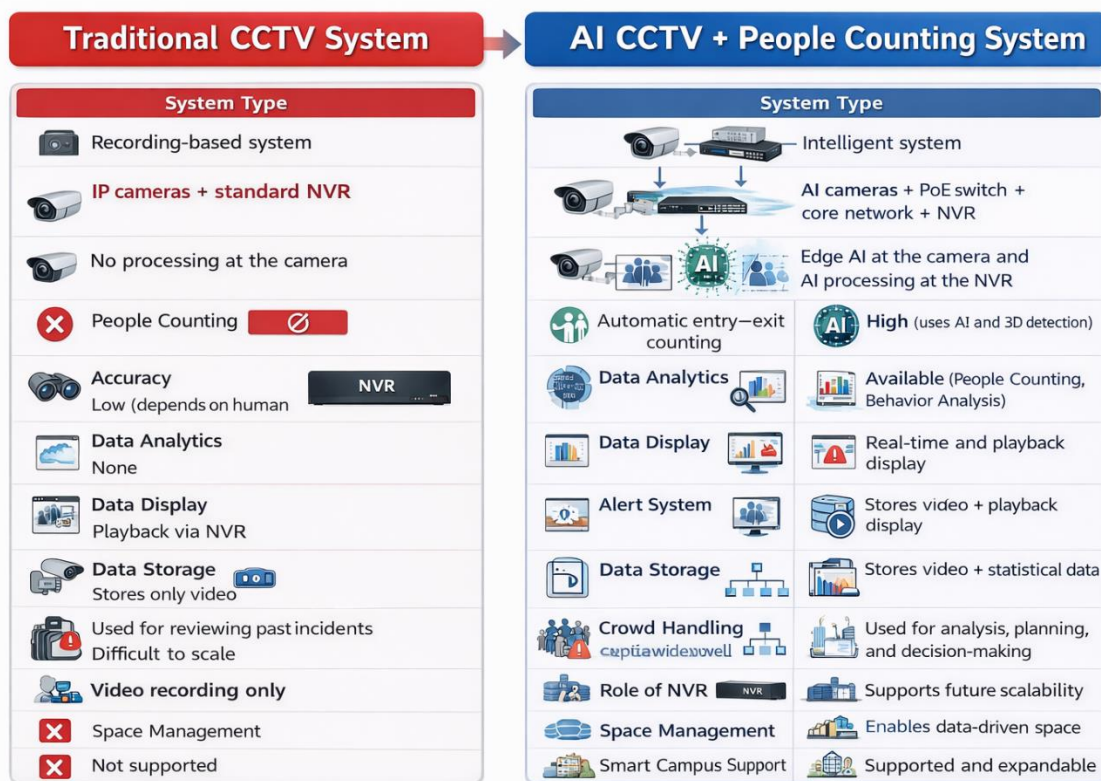 Traditional CCTV System
System Type
Recording-based system
IP cameras + standard NVR
No processing at the camera
People Counting
Accuracy
Low (depends on human
NVR
Data Analytics
None
Data Display
Playback via NVR
Data Storage
Stores only video
Used for reviewing past incidents
Difficult to scale
Video recording only
Space Management
Not supported
AI CCTV + People Counting System
System Type
Intelligent system
AI cameras + PoE switch +
core network + NVR
AI
Edge AI at the camera and
AI processing at the NVR
Automatic entry–exit
counting
AI
High (uses AI and 3D detection)
Data Analytics
Available (People Counting,
Behavior Analysis)
Data Display
Real-time and playback
display
Alert System
Stores video + playback
display
Data Storage
Stores video + statistical data
Crowd Handling
Used for analysis, planning,
and decision-making
Role of NVR
NVR
Supports future scalability
Space Management
Enables data-driven space
Smart Campus Support
Supported and expandable